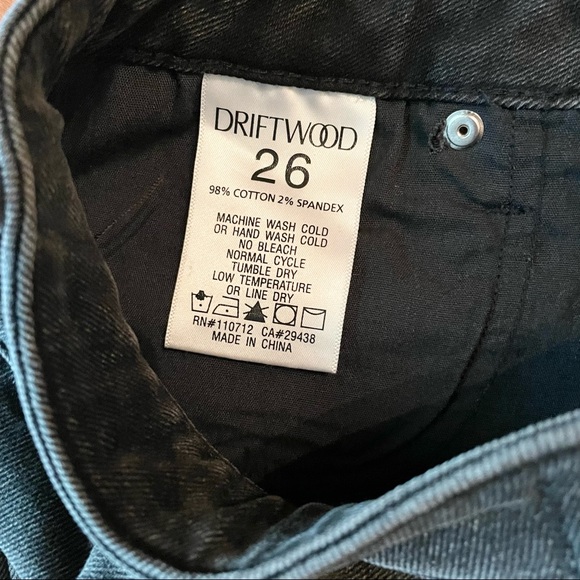 DRIFTWOOD
26
98% COTTON 2% SPANDEX
MACHINE WASH COLD
OR HAND WASH COLD
NO BLEACH
NORMAL CYCLE
TUMBLE DRY
LOW TEMPERATURE
OR LINE DRY
RN#110712 CA#29438
MADE IN CHINA